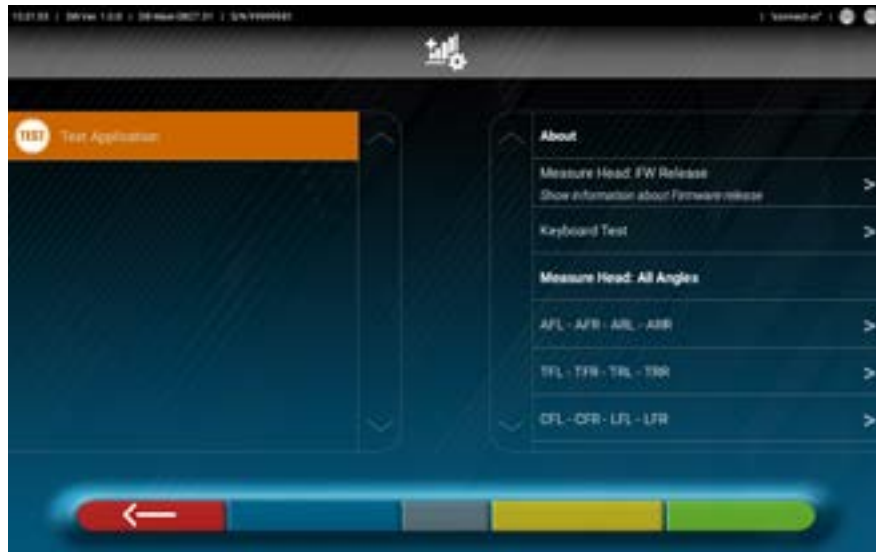 TEST Test Application
About
Measure Head: FW Release
Show information about Firmware release
>
Keyboard Test
>
Measure Head: All Angles
AFL - AFR - ARL - ARR
>
TFL - TFR - TRL - TRR
>
CFL - CFR - LFL - LFR
>